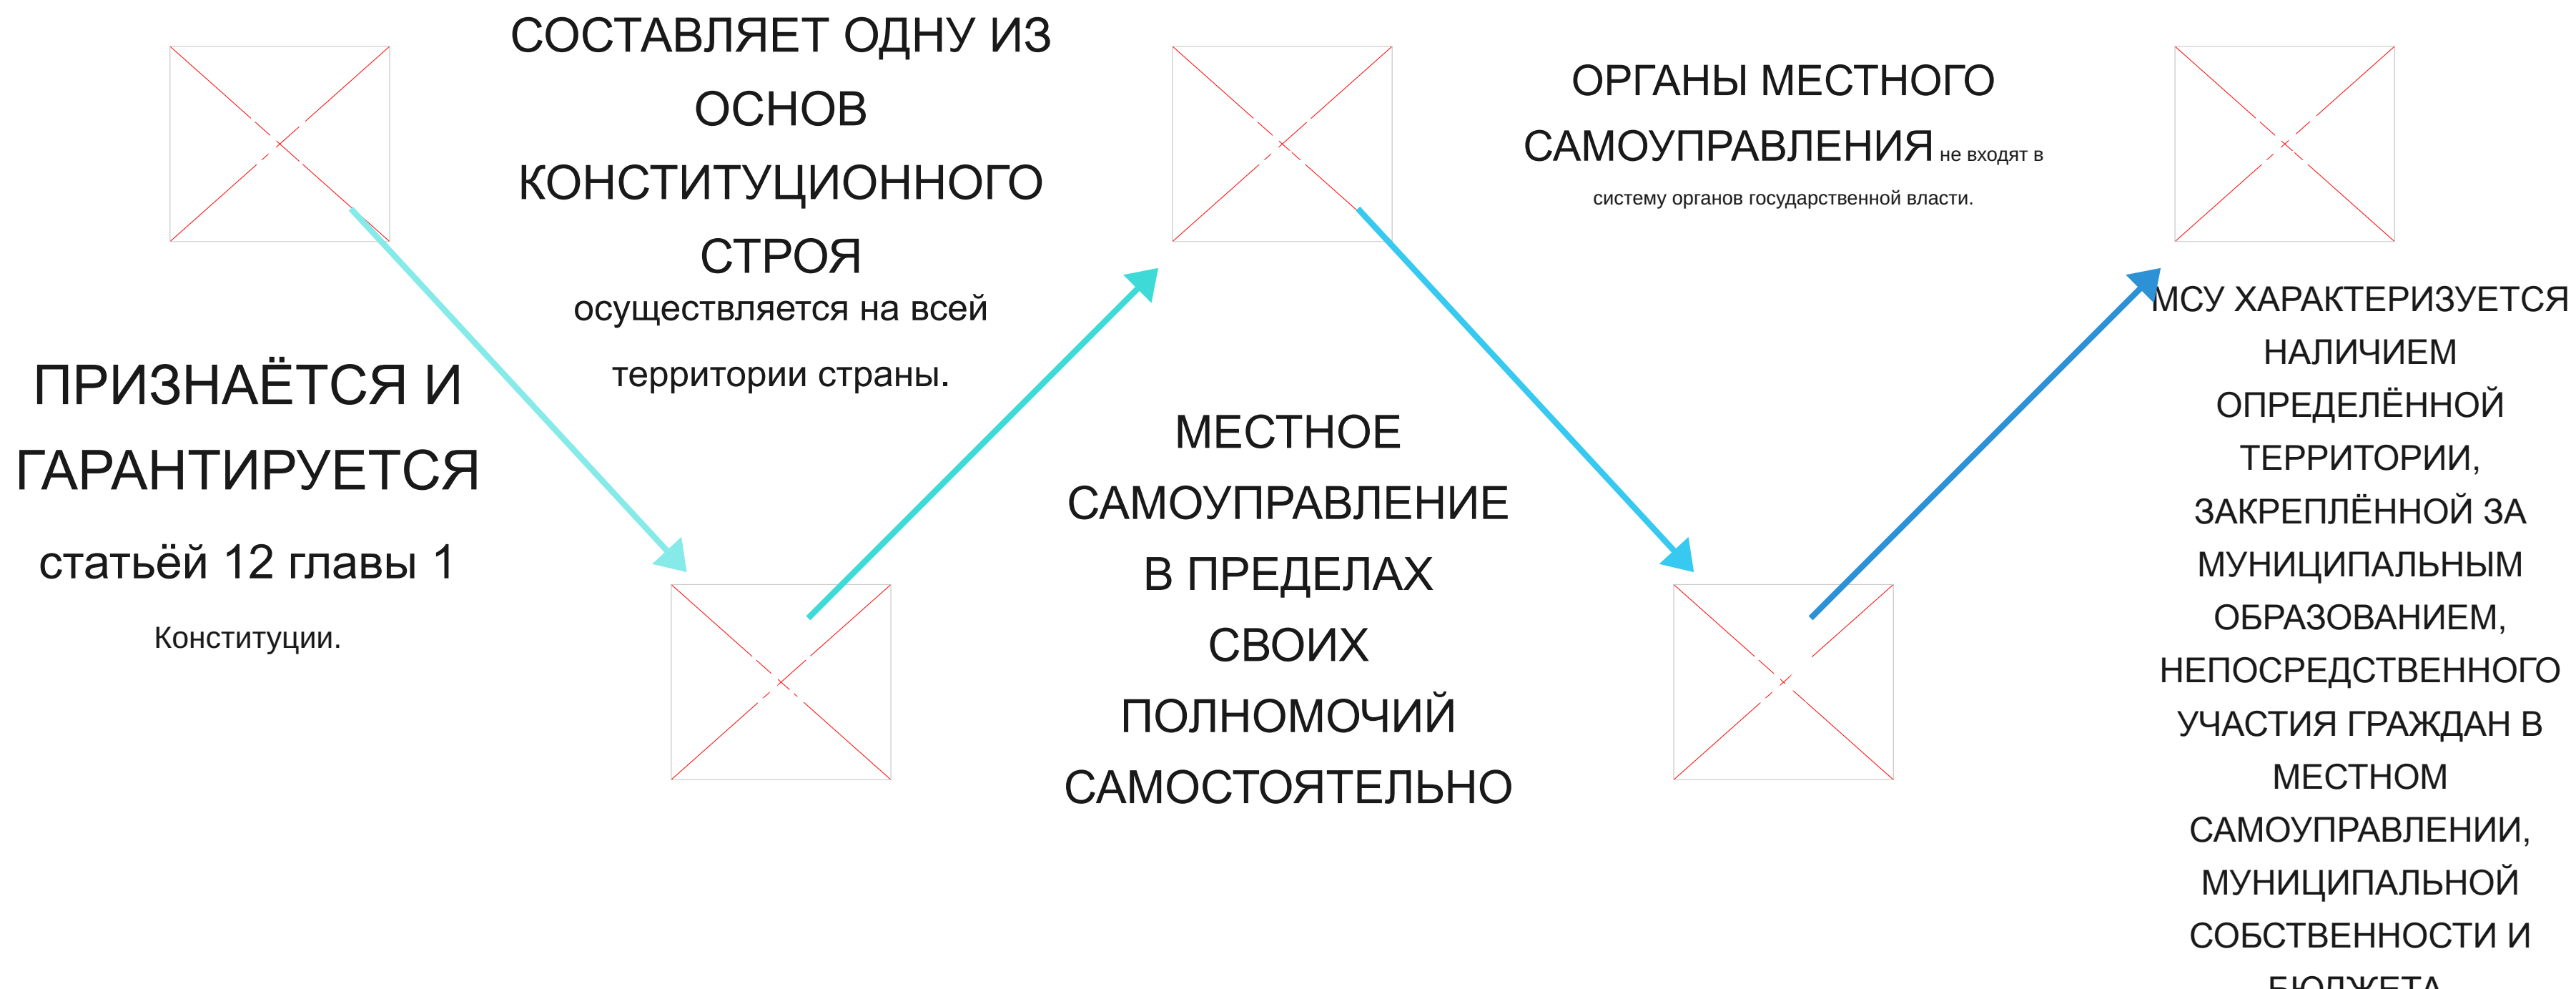 ПРИЗНАЁТСЯ И
ГАРАНТИРУЕТСЯ
статьёй 12 главы 1
Конституции.
СОСТАВЛЯЕТ ОДНУ ИЗ
ОСНОВ
КОНСТИТУЦИОННОГО
СТРОЯ
осуществляется на всей
территории страны.
МЕСТНОЕ
САМОУПРАВЛЕНИЕ
В ПРЕДЕЛАХ
СВОИХ
ПОЛНОМОЧИЙ
САМОСТОЯТЕЛЬНО
ОРГАНЫ МЕСТНОГО
САМОУПРАВЛЕНИЯ не входят в
систему органов государственной власти.
МСУ ХАРАКТЕРИЗУЕТСЯ
НАЛИЧИЕМ
ОПРЕДЕЛЁННОЙ
ТЕРРИТОРИИ,
ЗАКРЕПЛЁННОЙ ЗА
МУНИЦИПАЛЬНЫМ
ОБРАЗОВАНИЕМ,
НЕПОСРЕДСТВЕННОГО
УЧАСТИЯ ГРАЖДАН В
МЕСТНОМ
САМОУПРАВЛЕНИИ,
МУНИЦИПАЛЬНОЙ
СОБСТВЕННОСТИ И
БЮДЖЕТА